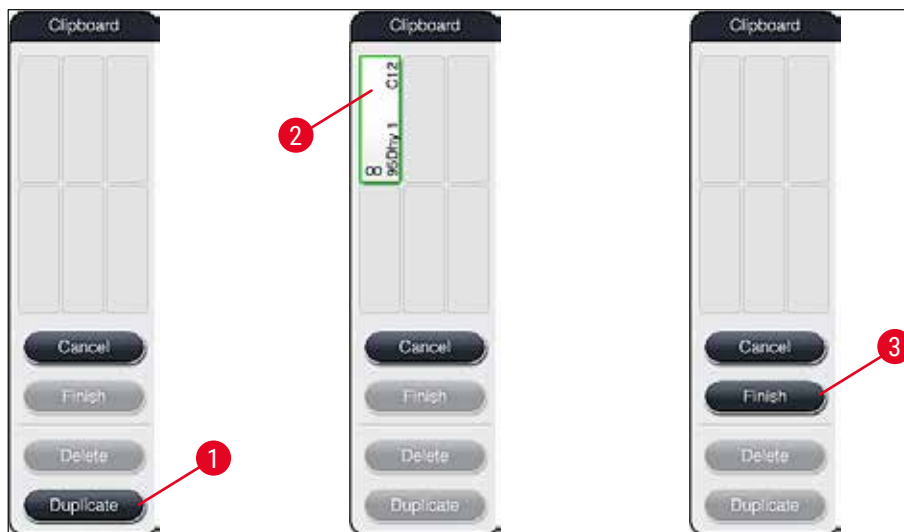 Clipboard
Cancel
Finish
Delete
Duplicate
1
Clipboard
C12
95Dhy 1
00
2
Cancel
Finish
Delete
Duplicate
Clipboard
Cancel
Finish
3
Delete
Duplicate